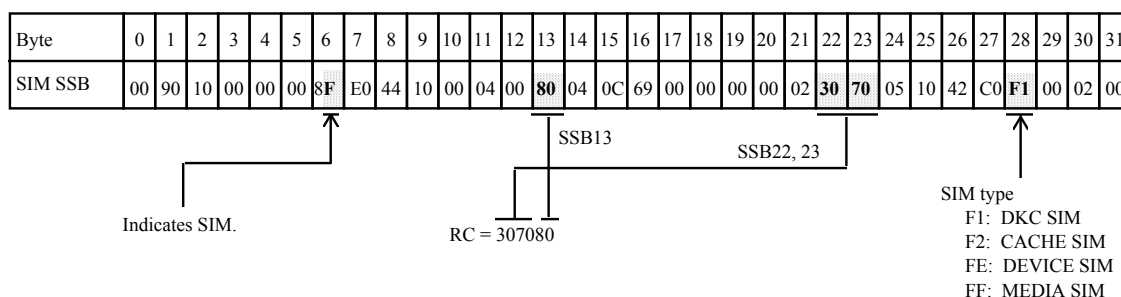 Byte 0 1 2 3 4 5 6 7 8 9 10 11 12 13 14 15 16 17 18 19 20 21 22 23 24 25 26 27 28 29 30 31
SIM SSB 00 90 10 00 00 00 8F E0 44 10 00 04 00 80 04 0C 69 00 00 00 00 02 30 70 05 10 42 C0 F1 00 02 00
SSB13
SSB22, 23
Indicates SIM.
RC = 307080
SIM type
F1: DKC SIM
F2: CACHE SIM
FE: DEVICE SIM
FF: MEDIA SIM